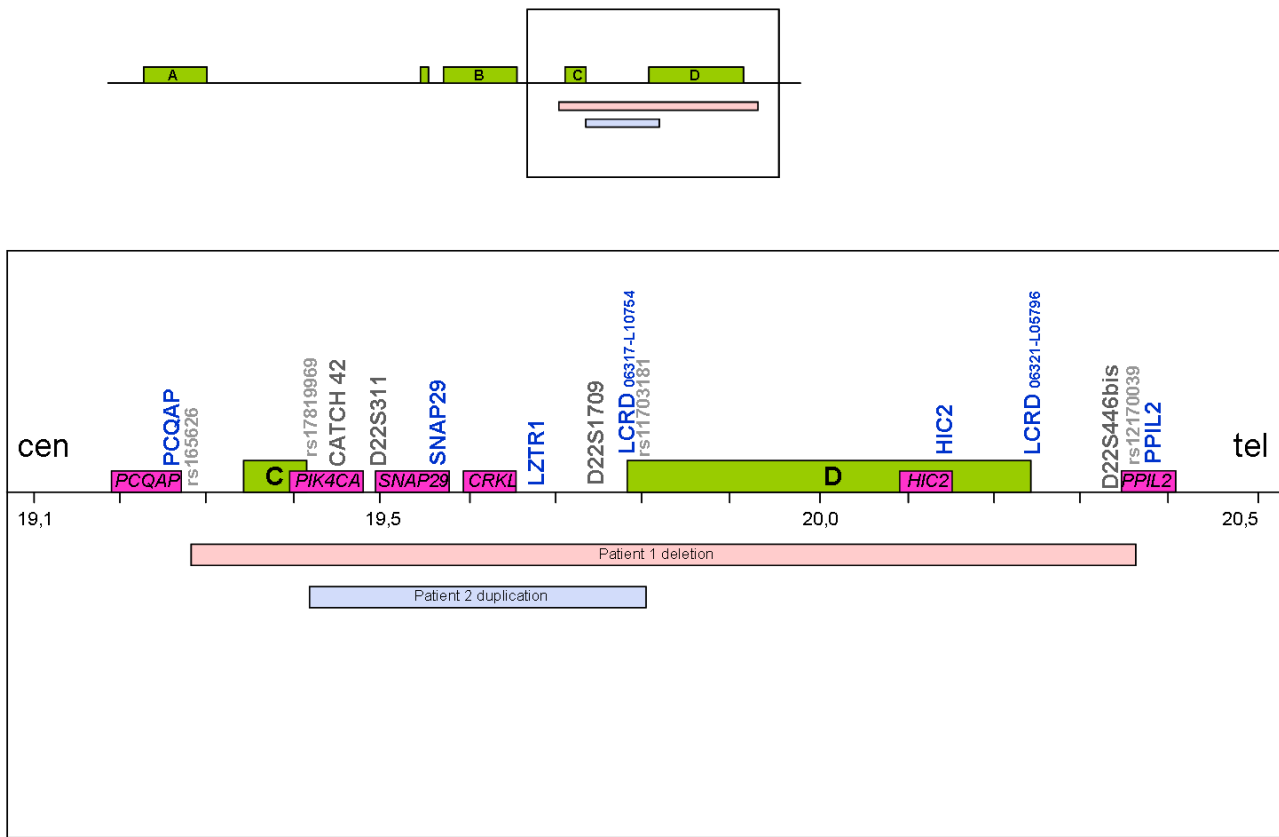 A
B
C
D
cen
tel
PCQAP
rs165626
rs17819969
CATCH 42
D22S311
SNAP29
LZTR1
D22S1709
LCRD 06317-L10754
rs11703181
HIC2
LCRD 06321-L05796
D22S446bis
rs12170039
PPIL2
PCQAP
C
PIK4CA
SNAP29
CRKL
D
HIC2
PPIL2
19,1
19,5
20,0
20,5
Patient 1 deletion
Patient 2 duplication